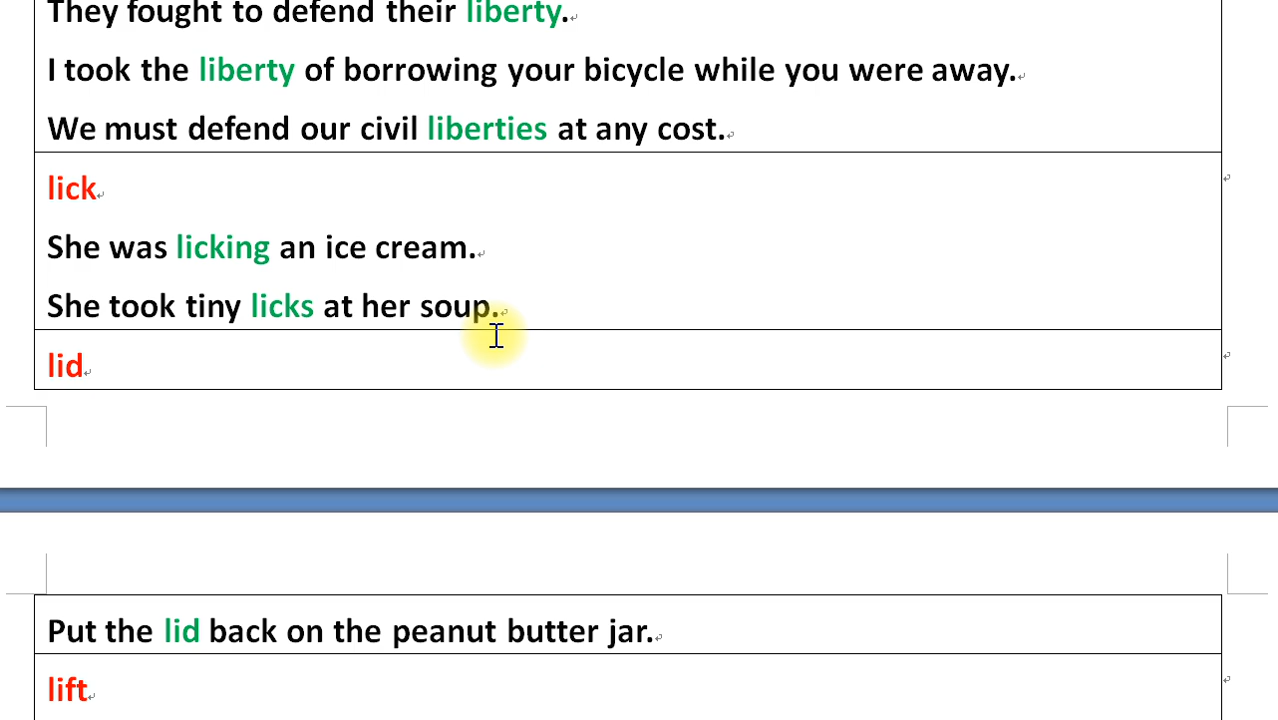 They fought to defend their liberty.
I took the liberty of borrowing your bicycle while you were away.
We must defend our civil liberties at any cost.
lick
She was licking an ice cream.
She took tiny licks at her soup.
lid
Put the lid back on the peanut butter jar.
lift